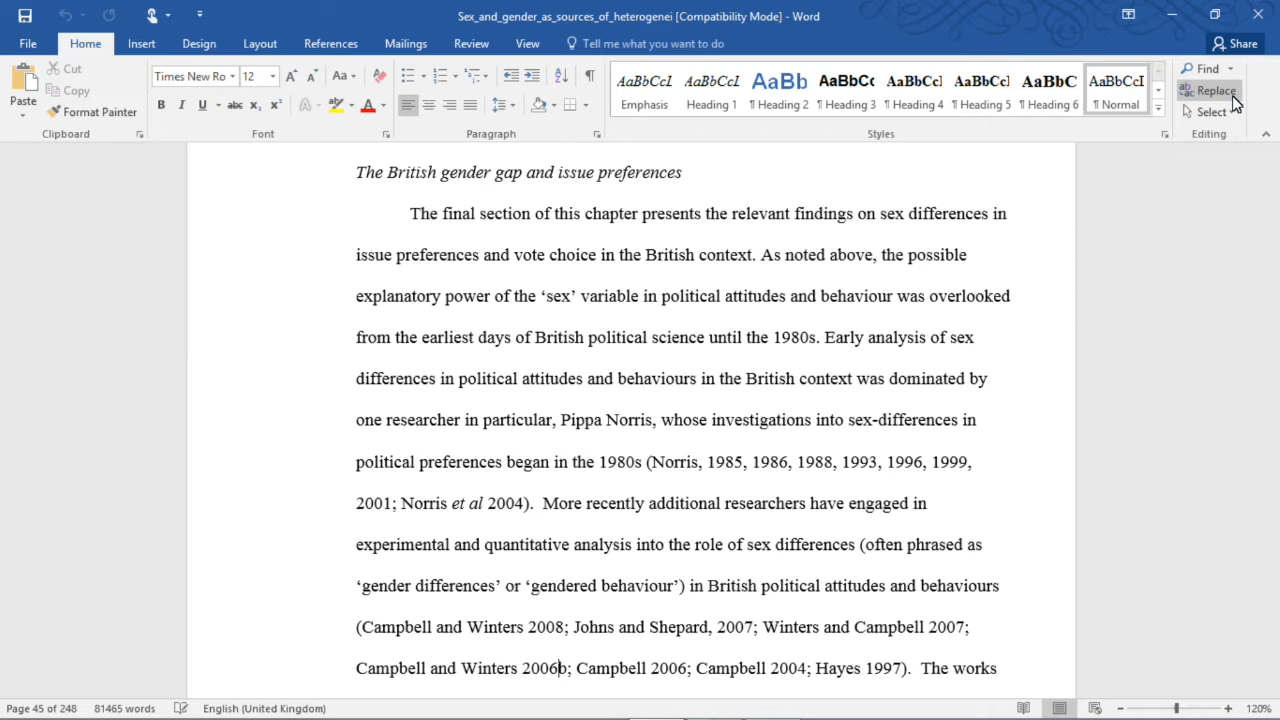 Sex_and_gender_as_sources_of_heterogenei [Compatibility Mode] - Word
File Home Insert Design Layout References Mailings Review View Tell me what you want to do Share
Paste Cut Copy Format Painter Clipboard
Times New Ro 12 Font
Paragraph
AaBbCcI Emphasis
AaBbCcI Heading 1
AaBb ¶ Heading 2
AaBbCc ¶ Heading 3
AaBbCcI ¶ Heading 4
AaBbCcI ¶ Heading 5
AaBbC ¶ Heading 6
AaBbCcI ¶ Normal
Styles
Find
Replace
Select
Editing
The British gender gap and issue preferences
The final section of this chapter presents the relevant findings on sex differences in
issue preferences and vote choice in the British context. As noted above, the possible
explanatory power of the ‘sex’ variable in political attitudes and behaviour was overlooked
from the earliest days of British political science until the 1980s. Early analysis of sex
differences in political attitudes and behaviours in the British context was dominated by
one researcher in particular, Pippa Norris, whose investigations into sex-differences in
political preferences began in the 1980s (Norris, 1985, 1986, 1988, 1993, 1996, 1999,
2001; Norris et al 2004).  More recently additional researchers have engaged in
experimental and quantitative analysis into the role of sex differences (often phrased as
‘gender differences’ or ‘gendered behaviour’) in British political attitudes and behaviours
(Campbell and Winters 2008; Johns and Shepard, 2007; Winters and Campbell 2007;
Campbell and Winters 2006b; Campbell 2006; Campbell 2004; Hayes 1997).  The works
Page 45 of 248 81465 words English (United Kingdom) 120%